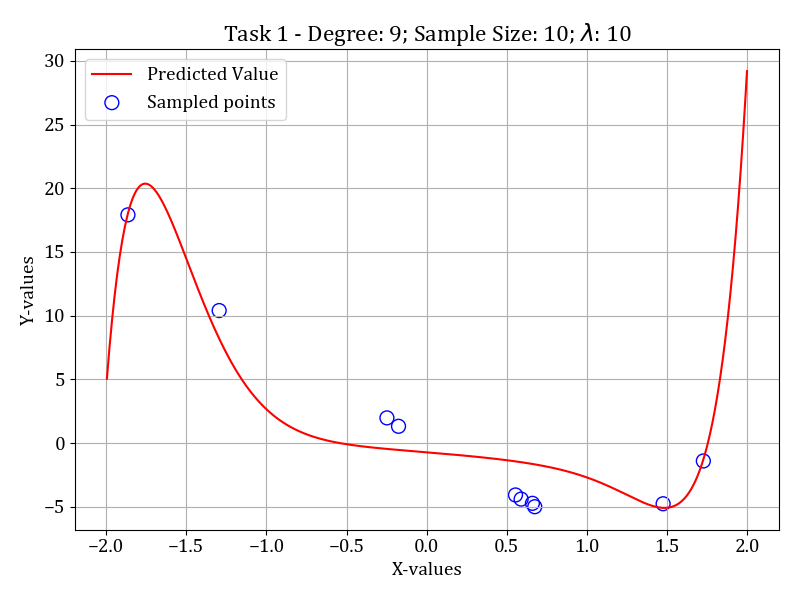 Task 1 - Degree: 9; Sample Size: 10; λ: 10
Predicted Value
Sampled points
30
25
20
15
10
5
0
−5
Y-values
−2.0 −1.5 −1.0 −0.5 0.0 0.5 1.0 1.5 2.0
X-values